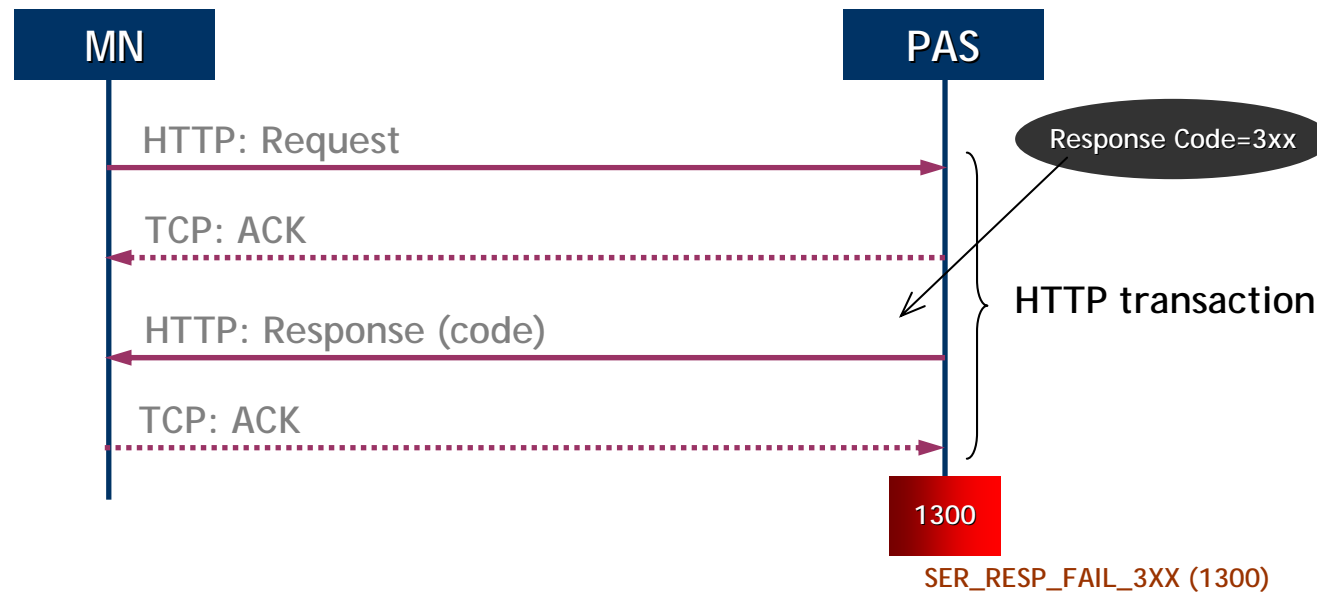 MN
PAS
HTTP: Request
Response Code=3xx
TCP: ACK
HTTP transaction
HTTP: Response (code)
TCP: ACK
1300
SER_RESP_FAIL_3XX (1300)